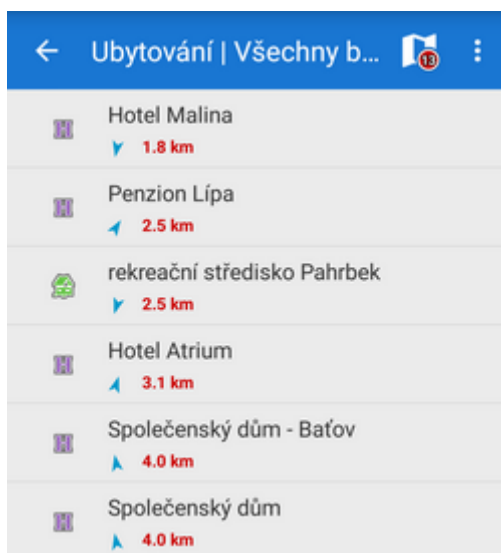 Ubytování | Všechny b...
13
Hotel Malina
1.8 km
Penzion Lípa
2.5 km
rekreační středisko Pahrbek
2.5 km
Hotel Atrium
3.1 km
Společenský dům - Baťov
4.0 km
Společenský dům
4.0 km